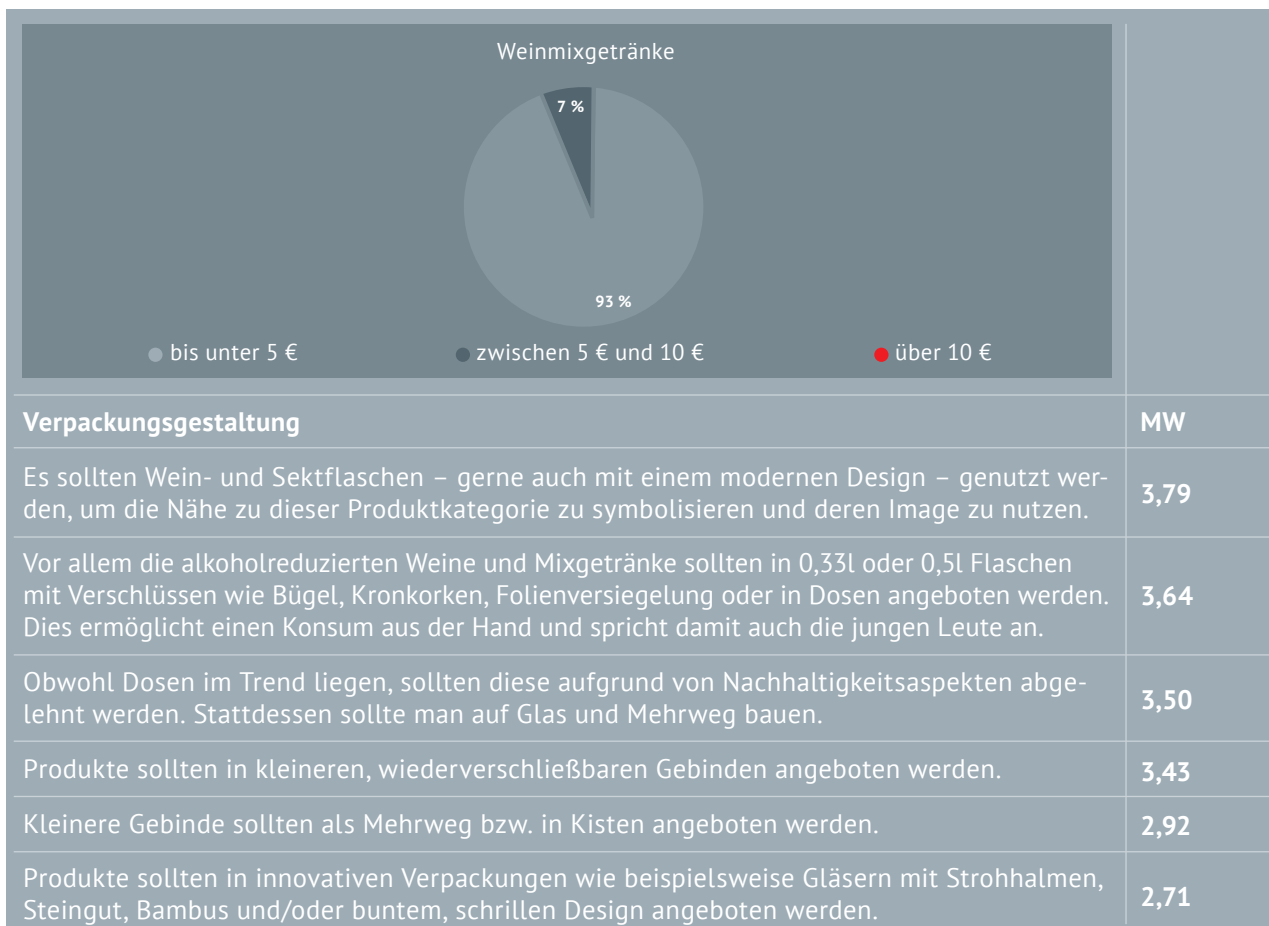 Weinmixgetränke
7 %
93 %
bis unter 5 €
zwischen 5 € und 10 €
über 10 €
Verpackungsgestaltung
MW
Es sollten Wein- und Sektflaschen – gerne auch mit einem modernen Design – genutzt wer-
den, um die Nähe zu dieser Produktkategorie zu symbolisieren und deren Image zu nutzen.
3,79
Vor allem die alkoholreduzierten Weine und Mixgetränke sollten in 0,33l oder 0,5l Flaschen
mit Verschlüssen wie Bügel, Kronkorken, Folienversiegelung oder in Dosen angeboten werden.
Dies ermöglicht einen Konsum aus der Hand und spricht damit auch die jungen Leute an.
3,64
Obwohl Dosen im Trend liegen, sollten diese aufgrund von Nachhaltigkeitsaspekten abge-
lehnt werden. Stattdessen sollte man auf Glas und Mehrweg bauen.
3,50
Produkte sollten in kleineren, wiederverschließbaren Gebinden angeboten werden.
3,43
Kleinere Gebinde sollten als Mehrweg bzw. in Kisten angeboten werden.
2,92
Produkte sollten in innovativen Verpackungen wie beispielsweise Gläsern mit Strohhalmen,
Steingut, Bambus und/oder buntem, schrillen Design angeboten werden.
2,71